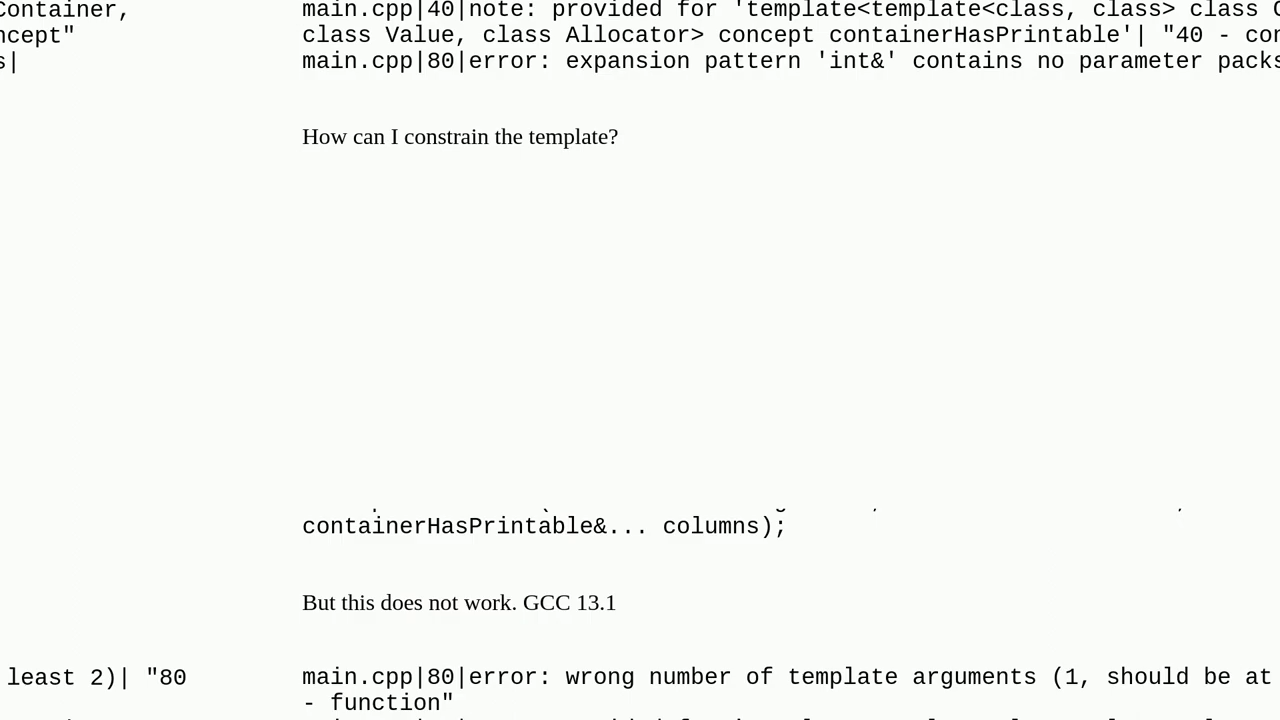 Container,
ncept"
s|
main.cpp|40|note: provided for 'template<template<class, class> class
class Value, class Allocator> concept containerHasPrintable'| "40 -
main.cpp|80|error: expansion pattern 'int&' contains no parameter packs
How can I constrain the template?
containerHasPrintable&... columns);
But this does not work. GCC 13.1
least 2)| "80
main.cpp|80|error: wrong number of template arguments (1, should be at
- function"